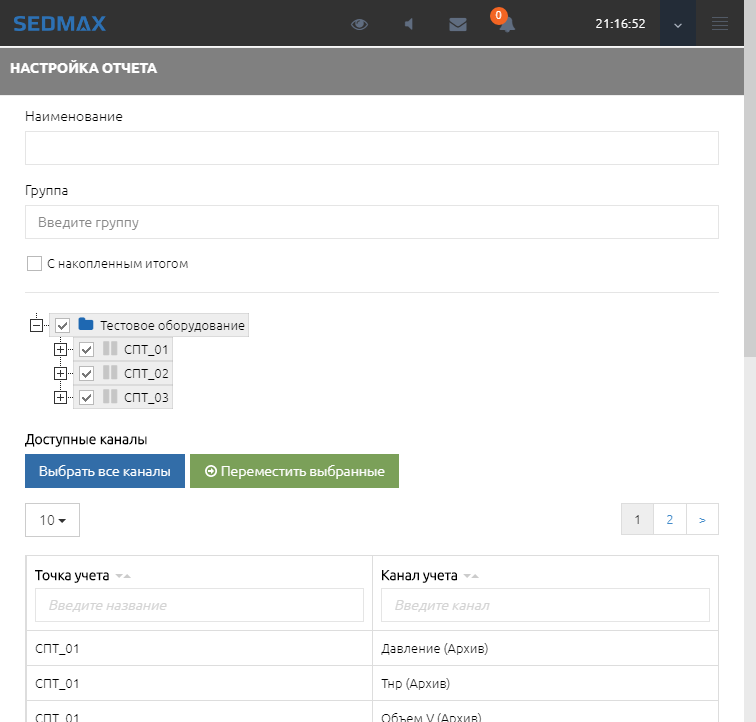 SEDMAX
0
21:16:52
НАСТРОЙКА ОТЧЕТА
Наименование
Группа
Введите группу
С накопленным итогом
Тестовое оборудование
СПТ_01
СПТ_02
СПТ_03
Доступные каналы
Выбрать все каналы Переместить выбранные
10 1 2 >
Точка учета Канал учета
Введите название Введите канал
СПТ_01 Давление (Архив)
СПТ_01 Тнр (Архив)
СПТ_01 Объем V (Архив)